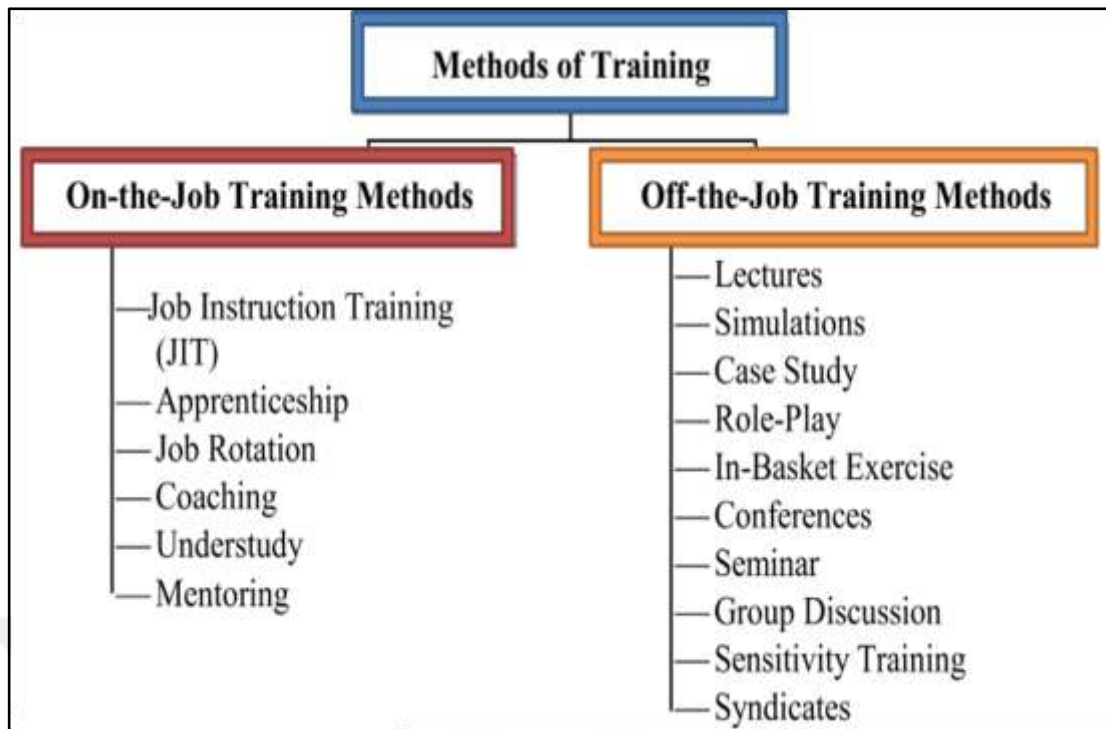 Methods of Training
On-the-Job Training Methods
Job Instruction Training
(JIT)
Apprenticeship
Job Rotation
Coaching
Understudy
Mentoring
Off-the-Job Training Methods
Lectures
Simulations
Case Study
Role-Play
In-Basket Exercise
Conferences
Seminar
Group Discussion
Sensitivity Training
Syndicates